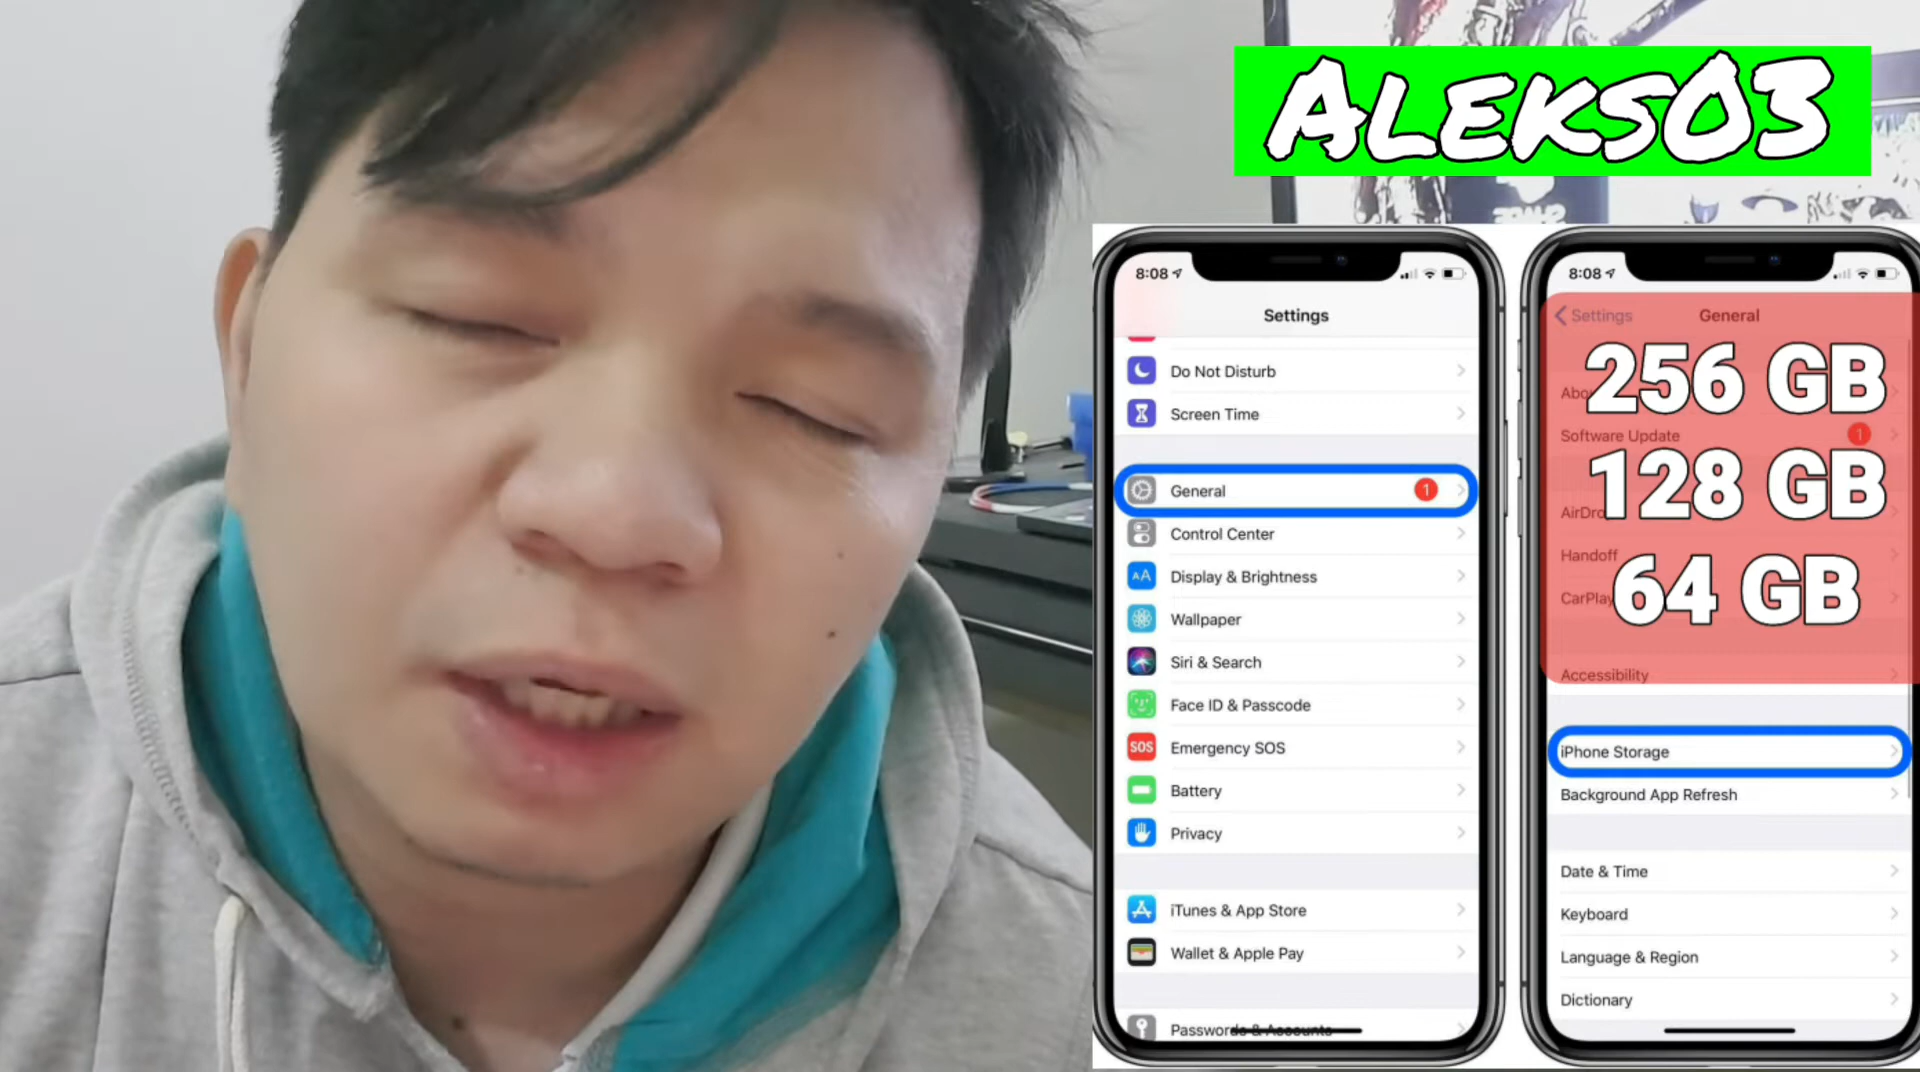 Aleks03
8:08
Settings
Do Not Disturb
Screen Time
General 1
Control Center
Display & Brightness
Wallpaper
Siri & Search
Face ID & Passcode
SOS Emergency SOS
Battery
Privacy
iTunes & App Store
Wallet & Apple Pay
Passwords & Accounts
8:08
Settings General
256 GB
Software Update 1
128 GB
Handoff
64 GB
CarPlay
Accessibility
iPhone Storage
Background App Refresh
Date & Time
Keyboard
Language & Region
Dictionary